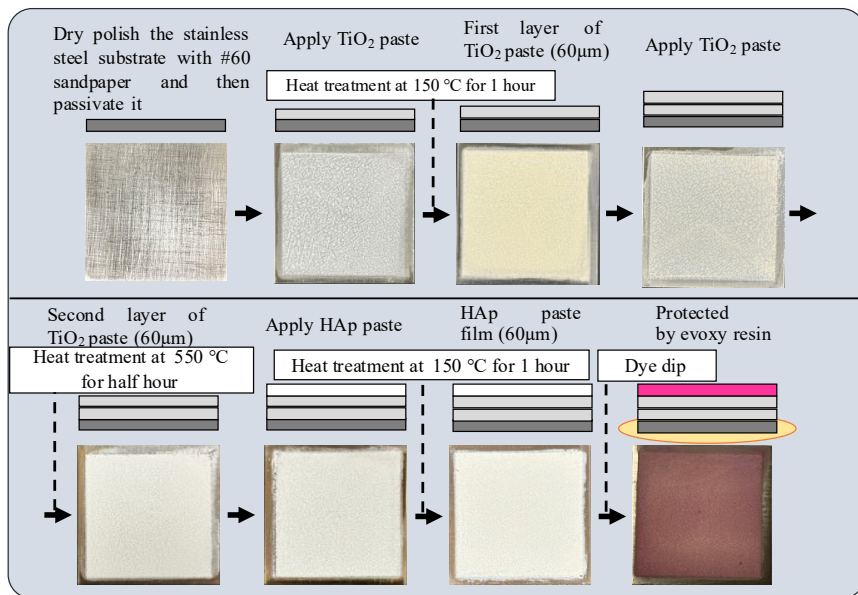 Dry polish the stainless
steel substrate with #60
sandpaper and then
passivate it
Apply TiO₂ paste
Heat treatment at 150 ℃ for 1 hour
First layer of
TiO₂ paste (60μm)
Apply TiO₂ paste
Second layer of
TiO₂ paste (60μm)
Heat treatment at 550 ℃
for half hour
Apply HAp paste
Heat treatment at 150 ℃ for 1 hour
HAp paste
film (60μm)
Dye dip
Protected
by evoxy resin